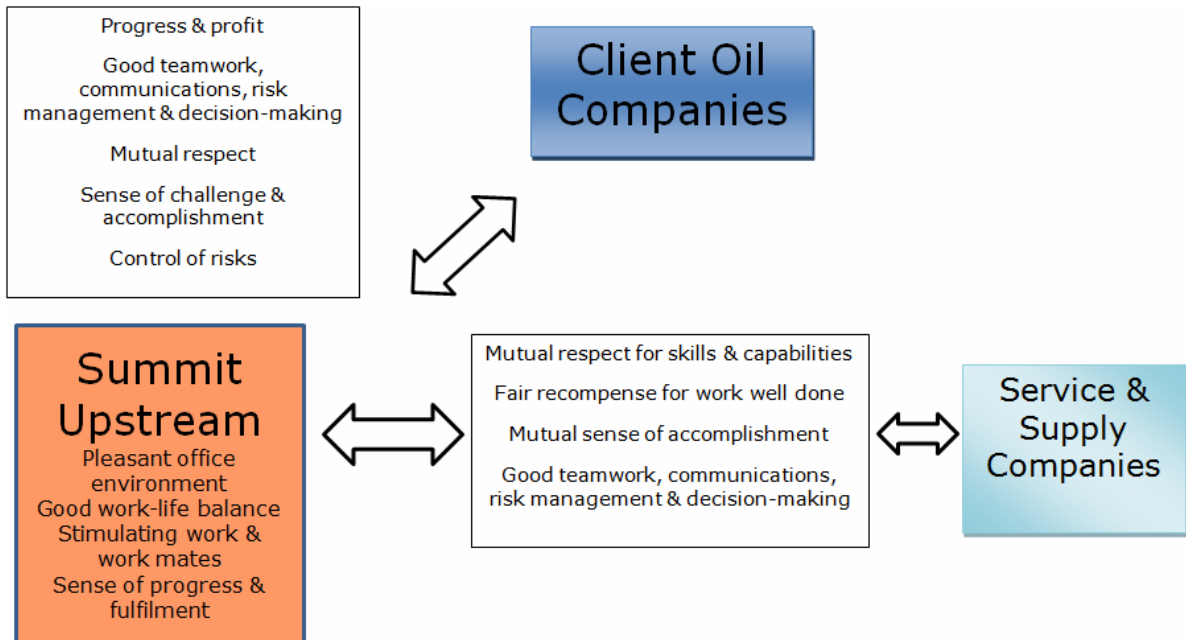 Progress & profit
Good teamwork,
communications, risk
management & decision-making
Mutual respect
Sense of challenge &
accomplishment
Control of risks
Client Oil
Companies
Summit
Upstream
Pleasant office
environment
Good work-life balance
Stimulating work &
work mates
Sense of progress &
fulfilment
Mutual respect for skills & capabilities
Fair recompense for work well done
Mutual sense of accomplishment
Good teamwork, communications,
risk management & decision-making
Service &
Supply
Companies